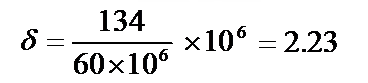 δ = 134 / 60×10⁶ ×10⁶ = 2.23